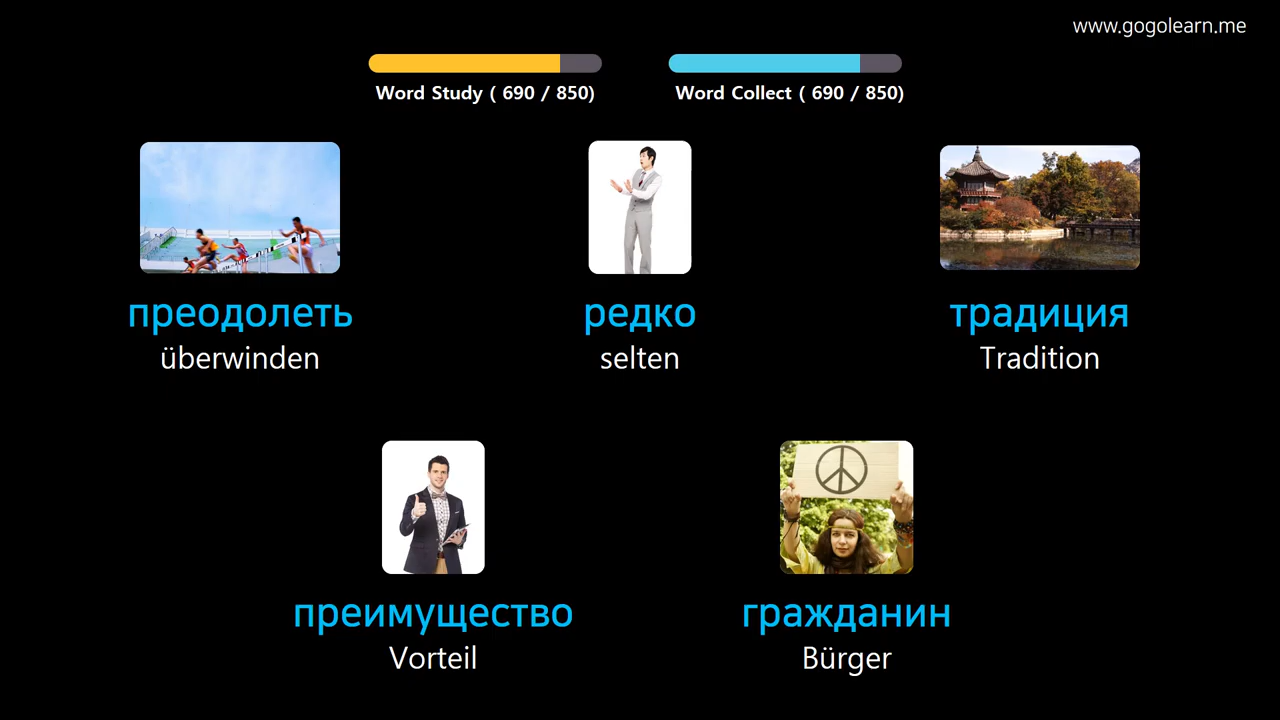 www.gogolearn.me
Word Study ( 690 / 850)
Word Collect ( 690 / 850)
преодолеть
überwinden
редко
selten
традиция
Tradition
преимущество
Vorteil
гражданин
Bürger